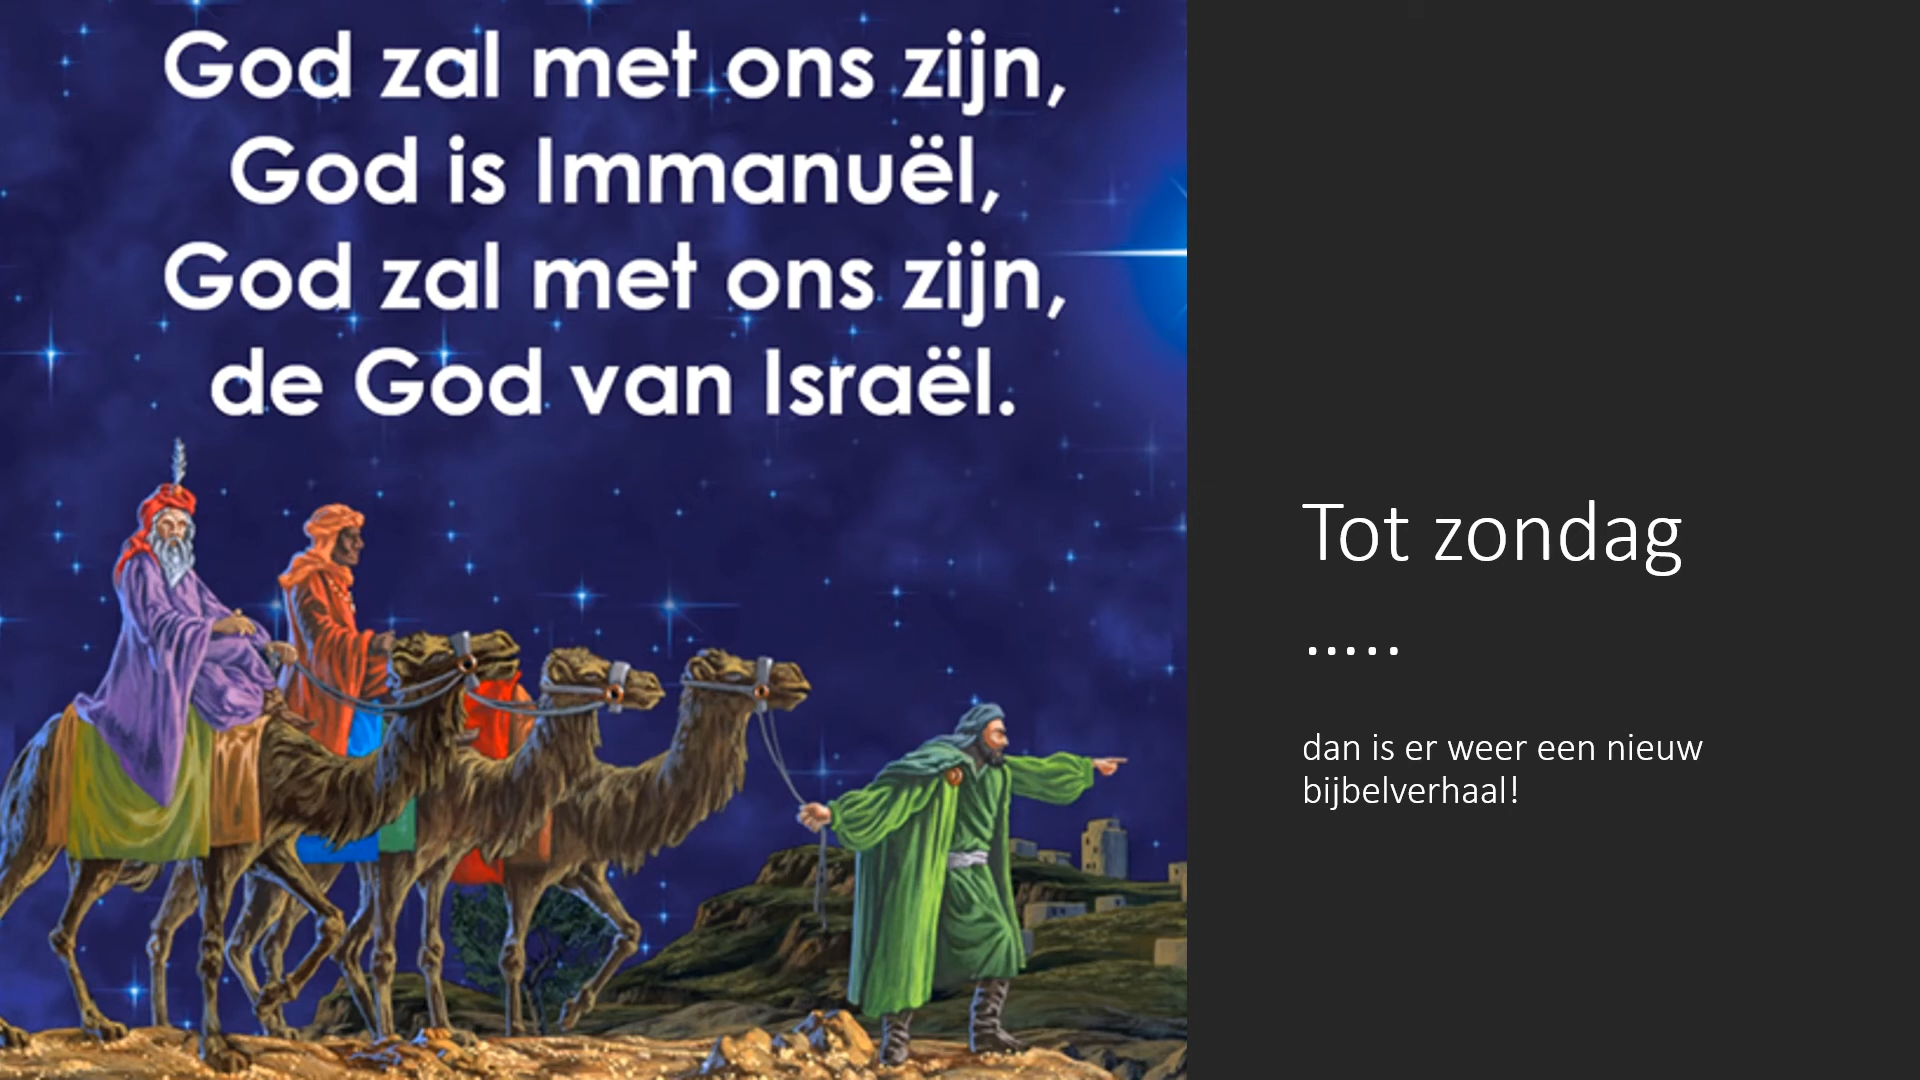 God zal met ons zijn,
God is Immanuël,
God zal met ons zijn,
de God van Israël.
Tot zondag
.....
dan is er weer een nieuw
bijbelverhaal!